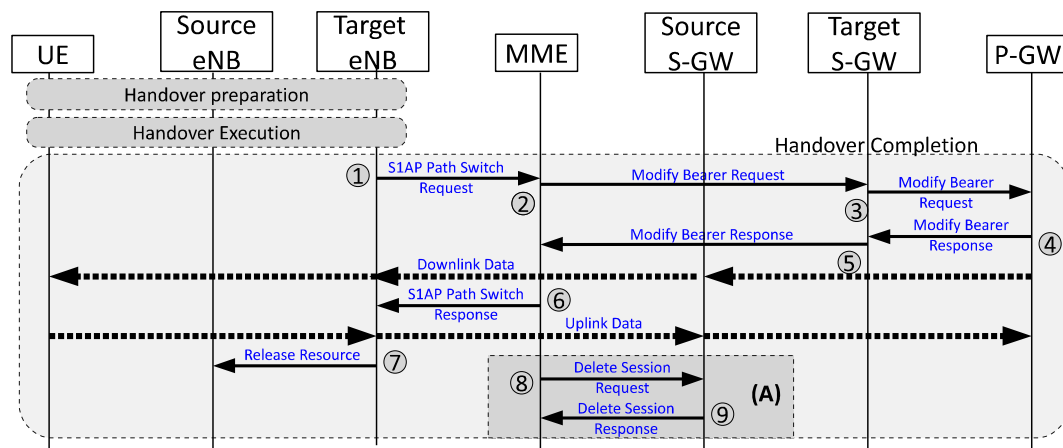 UE
Source
eNB
Target
eNB
MME
Source
S-GW
Target
S-GW
P-GW
Handover preparation
Handover Execution
Handover Completion
1
S1AP Path Switch
Request
2
Modify Bearer Request
3
Modify Bearer
Request
Modify Bearer
Response
4
Modify Bearer Response
5
Downlink Data
S1AP Path Switch
Response
6
Uplink Data
Release Resource
7
8
Delete Session
Request
(A)
Delete Session
Response
9